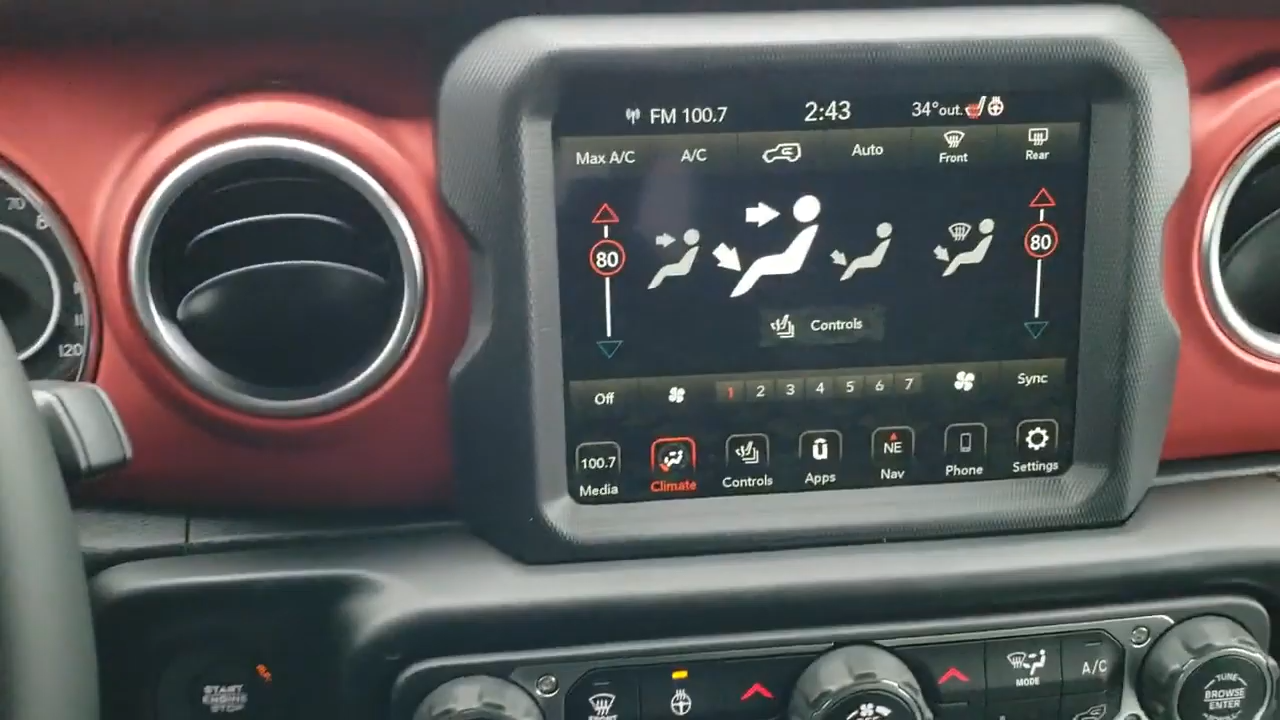 FM 100.7
2:43
34°out.
Max A/C
A/C
Auto
Front
Rear
80
80
Controls
Off
1 2 3 4 5 6 7
Sync
100.7
Media
Climate
Controls
Apps
NE
Nav
Phone
Settings
70
120
START
ENGINE
STOP
MODE
A/C
TUNE
BROWSE
ENTER